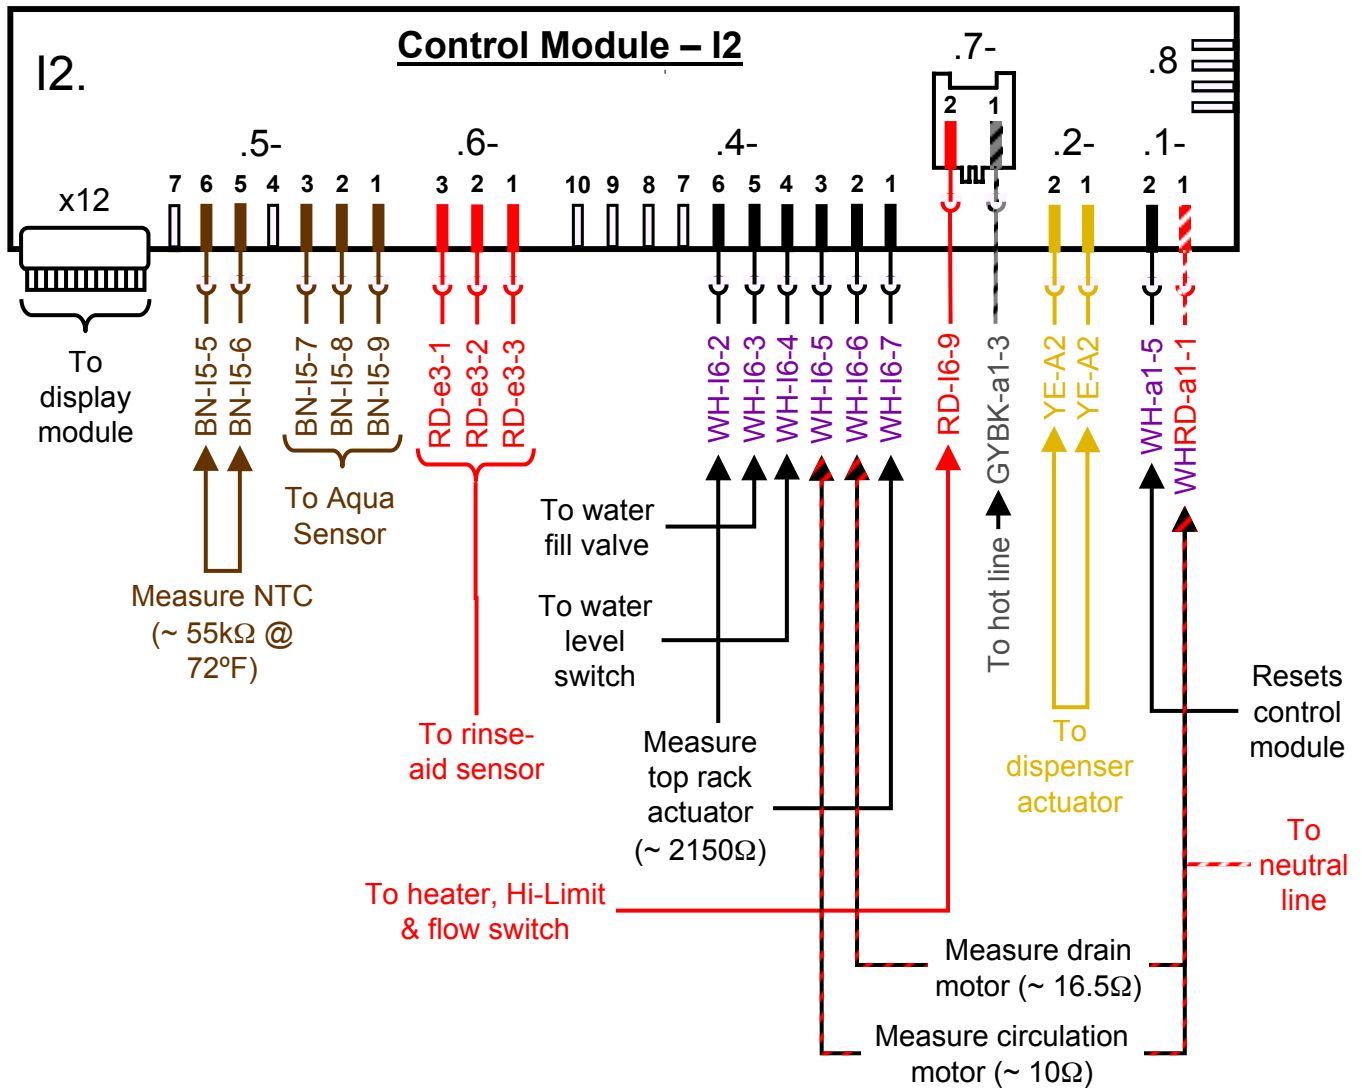 Control Module – I2
I2.
.7-
.8
2 1
.5-
.6-
.4-
.2-
.1-
x12
7 6 5 4 3 2 1
3 2 1
10 9 8 7 6 5 4 3 2 1
2 1
2 1
BN-I5-5
BN-I5-6
BN-I5-7
BN-I5-8
BN-I5-9
RD-e3-1
RD-e3-2
RD-e3-3
WH-I6-2
WH-I6-3
WH-I6-4
WH-I6-5
WH-I6-6
WH-I6-7
RD-I6-9
GYBK-a1-3
YE-A2
YE-A2
WH-a1-5
WHRD-a1-1
To
display
module
To Aqua
Sensor
Measure NTC
(~ 55kΩ @
72ºF)
To rinse-
aid sensor
To water
fill valve
To water
level
switch
Measure
top rack
actuator
(~ 2150Ω)
To hot line
To
dispenser
actuator
Resets
control
module
To
neutral
line
To heater, Hi-Limit
& flow switch
Measure drain
motor (~ 16.5Ω)
Measure circulation
motor (~ 10Ω)